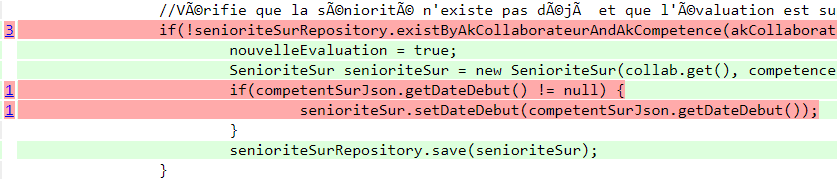 //VÃ©rifie que la sÃ©nioritÃ© n'existe pas dÃ©jÃ  et que l'Ã©valuation est su
3 if(!senioriteSurRepository.existByAkCollaborateurAndAkCompetence(akCollaborat
nouvelleEvaluation = true;
SenioriteSur senioriteSur = new SenioriteSur(collab.get(), competence
1 if(competentSurJson.getDateDebut() != null) {
1 senioriteSur.setDateDebut(competentSurJson.getDateDebut());
}
senioriteSurRepository.save(senioriteSur);
}